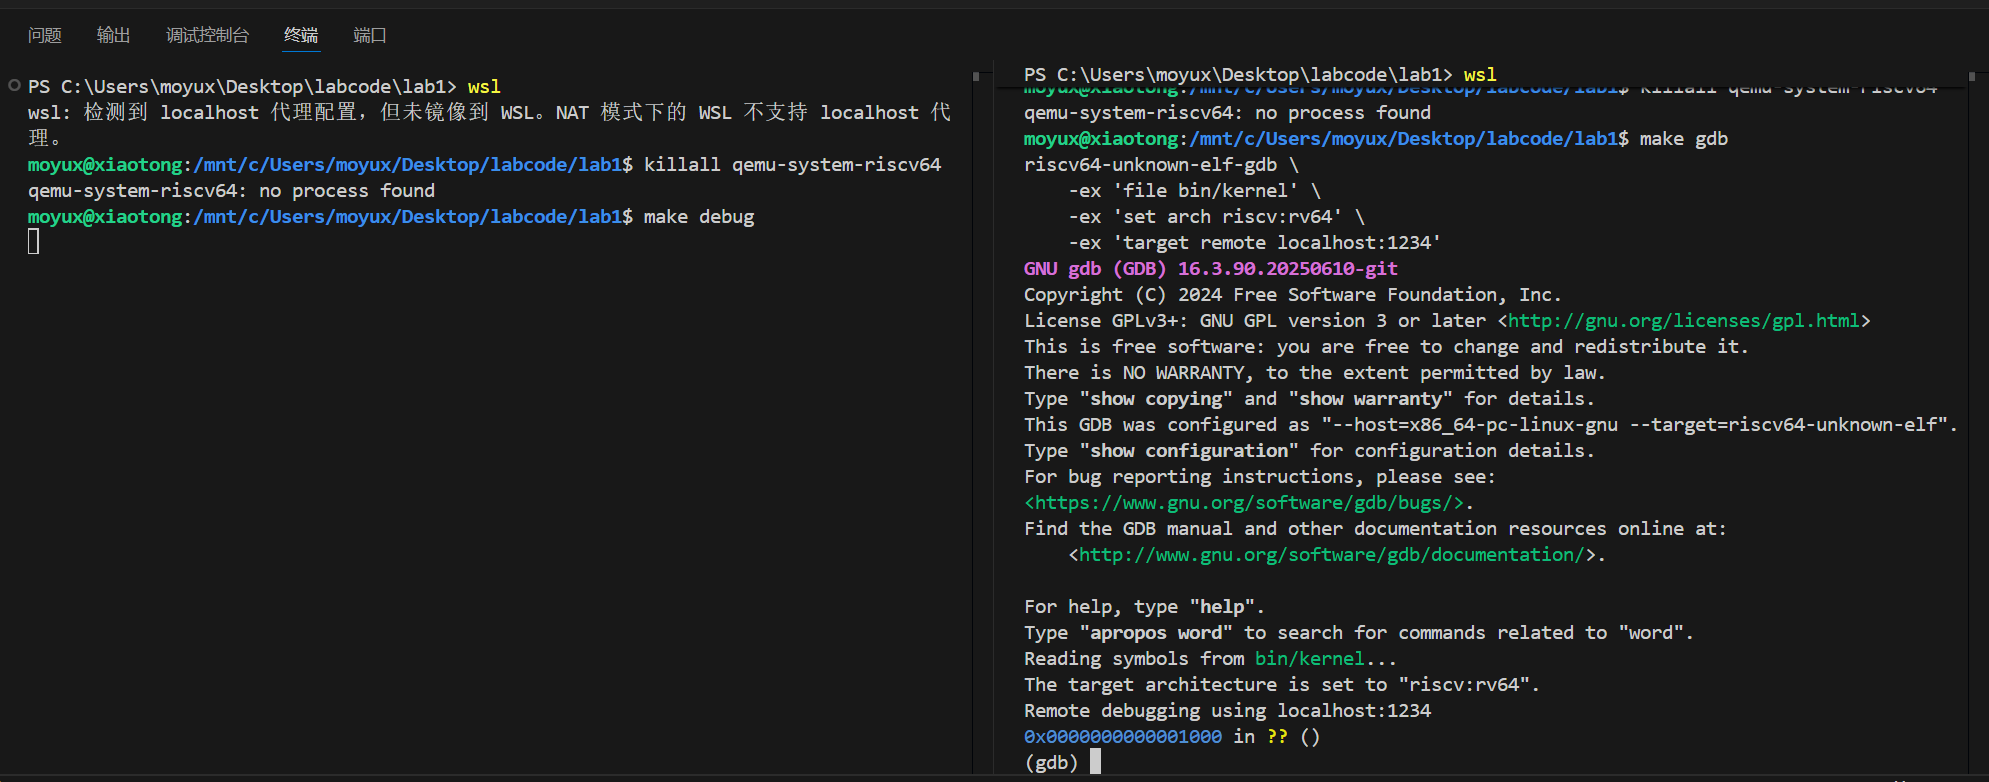 问题 输出 调试控制台 终端 端口
PS C:\Users\moyux\Desktop\labcode\lab1> wsl
wsl: 检测到 localhost 代理配置，但未镜像到 WSL。NAT 模式下的 WSL 不支持 localhost 代
理。
moyux@xiaotong:/mnt/c/Users/moyux/Desktop/labcode/lab1$ killall qemu-system-riscv64
qemu-system-riscv64: no process found
moyux@xiaotong:/mnt/c/Users/moyux/Desktop/labcode/lab1$ make debug
PS C:\Users\moyux\Desktop\labcode\lab1> wsl
moyux@xiaotong:/mnt/c/Users/moyux/Desktop/labcode/lab1$ killall qemu-system-riscv64
qemu-system-riscv64: no process found
moyux@xiaotong:/mnt/c/Users/moyux/Desktop/labcode/lab1$ make gdb
riscv64-unknown-elf-gdb \
    -ex 'file bin/kernel' \
    -ex 'set arch riscv:rv64' \
    -ex 'target remote localhost:1234'
GNU gdb (GDB) 16.3.90.20250610-git
Copyright (C) 2024 Free Software Foundation, Inc.
License GPLv3+: GNU GPL version 3 or later <http://gnu.org/licenses/gpl.html>
This is free software: you are free to change and redistribute it.
There is NO WARRANTY, to the extent permitted by law.
Type "show copying" and "show warranty" for details.
This GDB was configured as "--host=x86_64-pc-linux-gnu --target=riscv64-unknown-elf".
Type "show configuration" for configuration details.
For bug reporting instructions, please see:
<https://www.gnu.org/software/gdb/bugs/>.
Find the GDB manual and other documentation resources online at:
    <http://www.gnu.org/software/gdb/documentation/>.
For help, type "help".
Type "apropos word" to search for commands related to "word".
Reading symbols from bin/kernel...
The target architecture is set to "riscv:rv64".
Remote debugging using localhost:1234
0x0000000000001000 in ?? ()
(gdb)